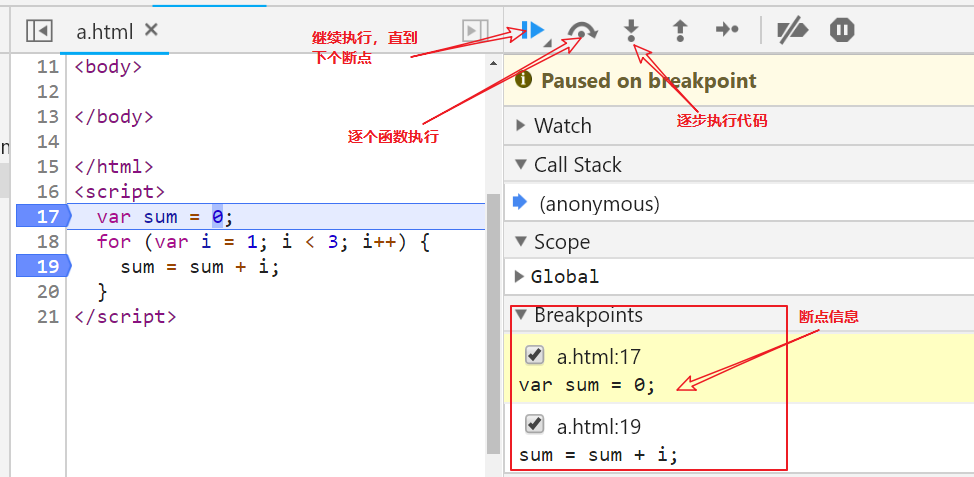 a.html ×
继续执行，直到
下个断点
11 <body>
12
13 </body>
14
15 </html>
16 <script>
17 var sum = 0;
18 for (var i = 1; i < 3; i++) {
19 sum = sum + i;
20 }
21 </script>
n
逐个函数执行
逐步执行代码
Paused on breakpoint
Watch
Call Stack
(anonymous)
Scope
Global
Breakpoints
断点信息
a.html:17
var sum = 0;
a.html:19
sum = sum + i;